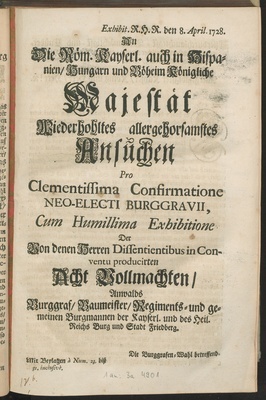 Exhibit. R.H.R. den 8. April. 1728.
An
Die Röm. Kayserl. auch in Hispa-
nien/ Hungarn und Böheim Königliche
Majestät
Wiederhohltes allergehorsamstes
Ansuchen
Pro
Clementissima Confirmatione
NEO-ELECTI BURGGRAVII,
Cum Humillima Exhibitione
Der
Von denen Herren Dissentientibus in Con-
ventu producirten
Acht Vollmachten/
Anwalds
Burggraf/ Baumeister/ Regiments- und ge-
meinen Burgmannen der Kayserl. und des Heil.
Reichs Burg und Stadt Friedberg.
Mit Beylagen à Num. 24. biß
31. inclusivè.
Die Burggrafen-Wahl betreffend.